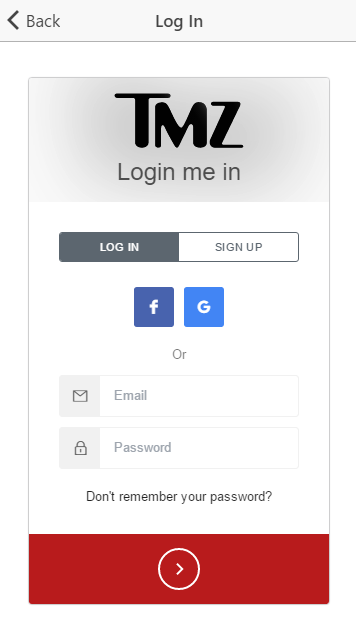 Back
Log In
TMZ
Login me in
LOG IN
SIGN UP
f
G
Or
Email
Password
Don't remember your password?